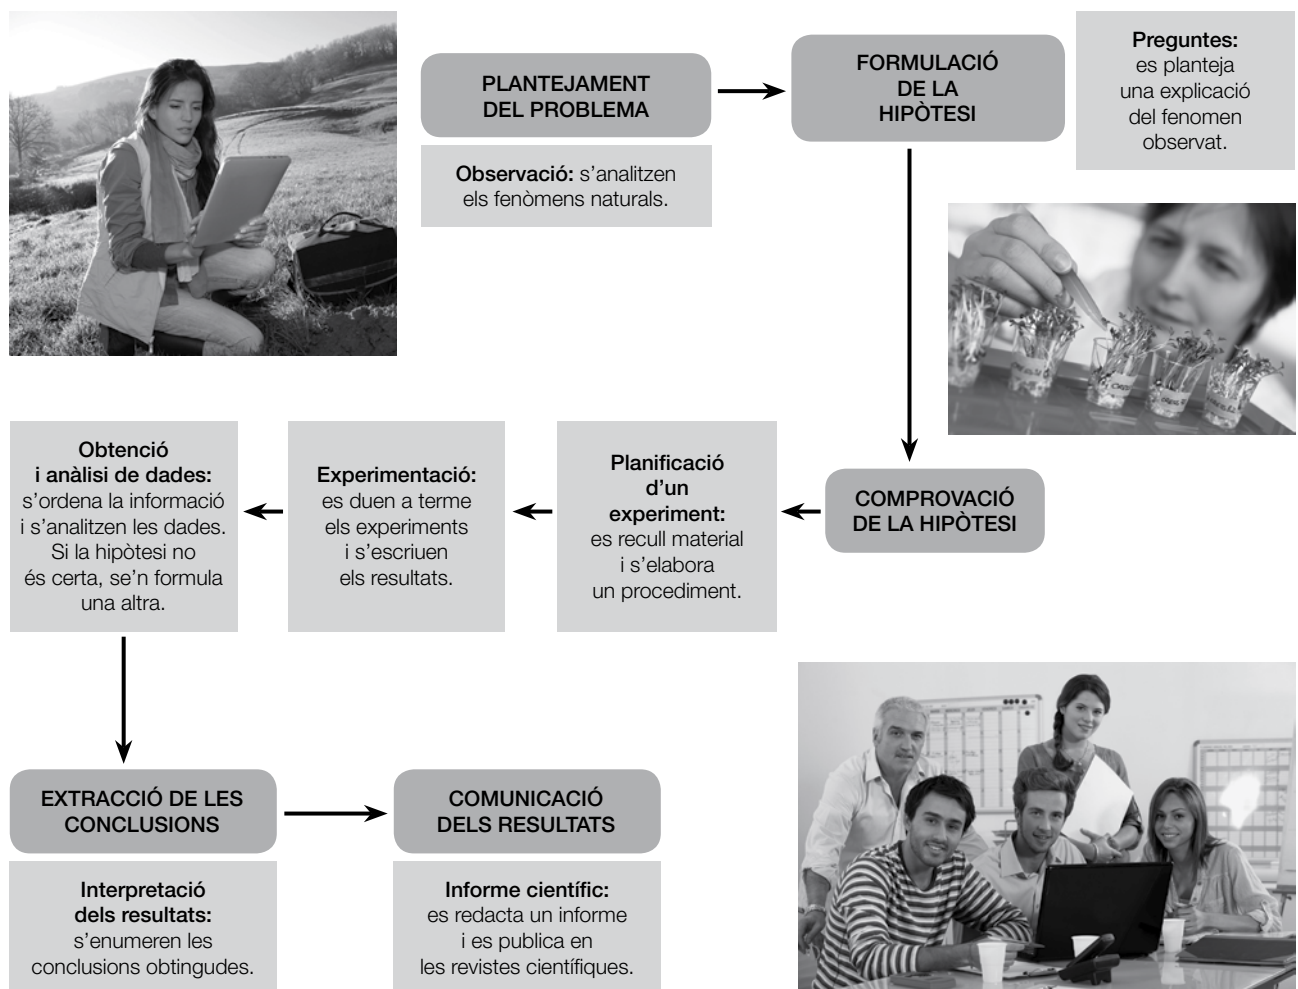 PLANTEJAMENT
DEL PROBLEMA
Observació: s’analitzen
els fenòmens naturals.
FORMULACIÓ
DE LA
HIPÒTESI
Preguntes:
es planteja
una explicació
del fenomen
observat.
COMPROVACIÓ
DE LA HIPÒTESI
Planificació
d’un
experiment:
es recull material
i s’elabora
un procediment.
Experimentació:
es duen a terme
els experiments
i s’escriuen
els resultats.
Obtenció
i anàlisi de dades:
s’ordena la informació
i s’analitzen les dades.
Si la hipòtesi no
és certa, se’n formula
una altra.
EXTRACCIÓ DE LES
CONCLUSIONS
Interpretació
dels resultats:
s’enumeren les
conclusions obtingudes.
COMUNICACIÓ
DELS RESULTATS
Informe científic:
es redacta un informe
i es publica en
les revistes científiques.